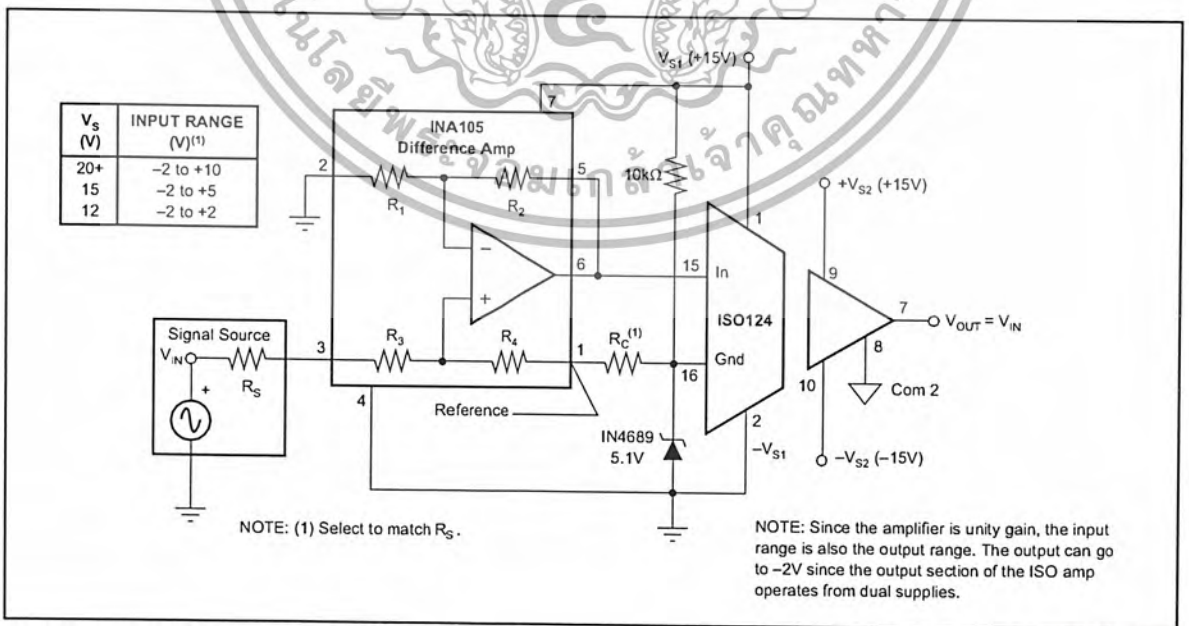 V_S1 (+15V)
V_S (V) INPUT RANGE (V)(1)
20+ –2 to +10
15 –2 to +5
12 –2 to +2
INA105
Difference Amp
7
2
5
R1
R2
10kΩ
–
+
6
15
In
1
ISO124
+V_S2 (+15V)
9
7
V_OUT = V_IN
8
Com 2
10
–V_S2 (–15V)
Signal Source
V_IN
+
R_S
3
R3
R4
1
R_C(1)
16
Gnd
4
Reference
2
–V_S1
IN4689
5.1V
NOTE: (1) Select to match R_S.
NOTE: Since the amplifier is unity gain, the input
range is also the output range. The output can go
to –2V since the output section of the ISO amp
operates from dual supplies.